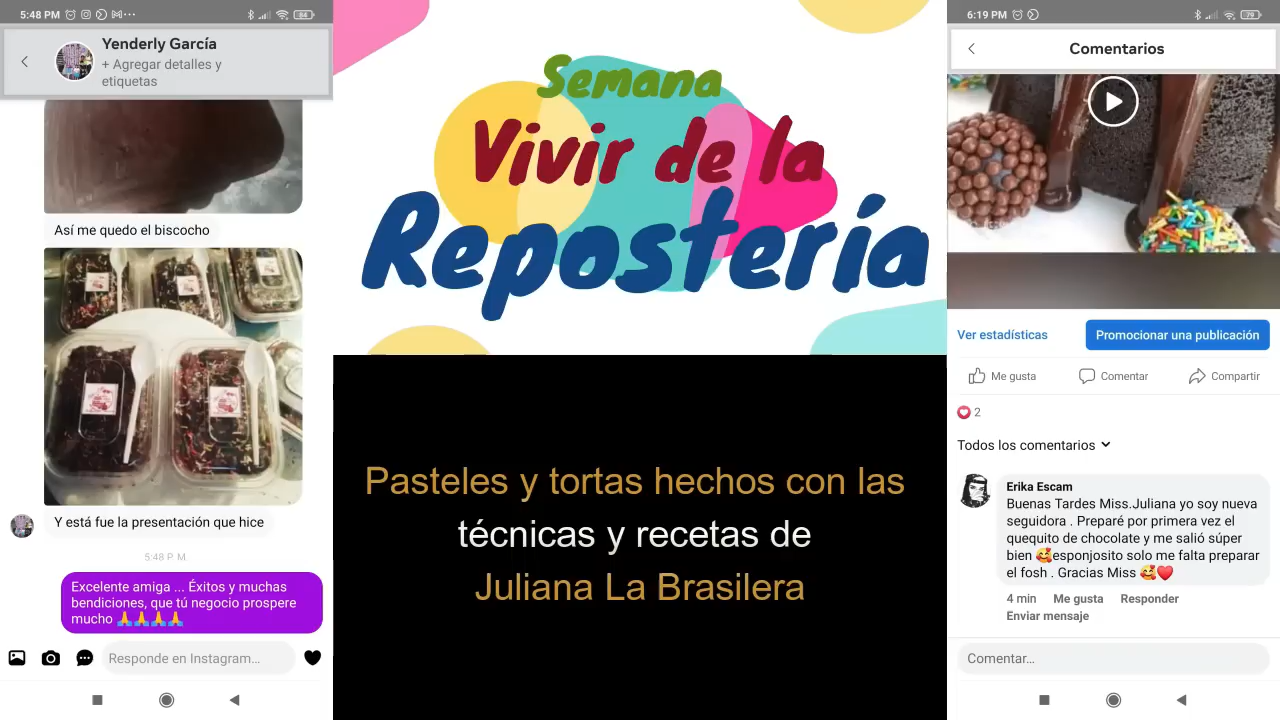 5:48 PM
84
Yenderly García
+ Agregar detalles y
etiquetas
Así me quedo el biscocho
Y está fue la presentación que hice
5:48 P. M.
Excelente amiga ... Éxitos y muchas
bendiciones, que tú negocio prospere
mucho 🙏🙏🙏🙏
Responde en Instagram...
Semana
Vivir de la
Repostería
Pasteles y tortas hechos con las
técnicas y recetas de
Juliana La Brasilera
6:19 PM
79
Comentarios
Ver estadísticas
Promocionar una publicación
Me gusta
Comentar
Compartir
2
Todos los comentarios
Erika Escam
Buenas Tardes Miss.Juliana yo soy nueva
seguidora . Preparé por primera vez el
quequito de chocolate y me salió súper
bien 🥰esponjosito solo me falta preparar
el fosh . Gracias Miss 🥰❤️
4 min Me gusta Responder
Enviar mensaje
Comentar...